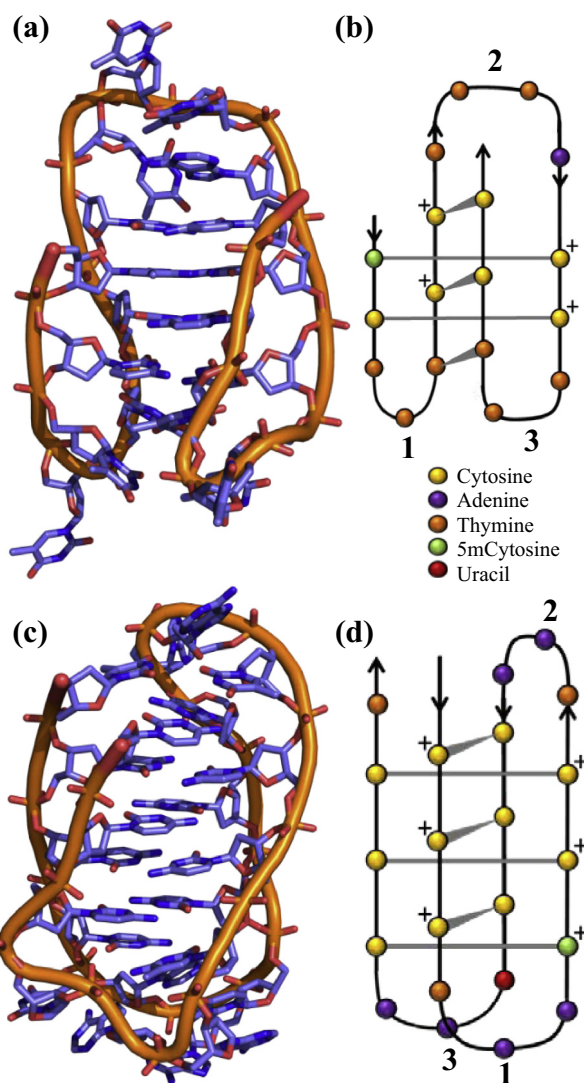 (a)
(b)
2
+
+
+
+
1
3
Cytosine
Adenine
Thymine
5mCytosine
Uracil
(c)
(d)
2
+
+
+
+
+
+
3
1